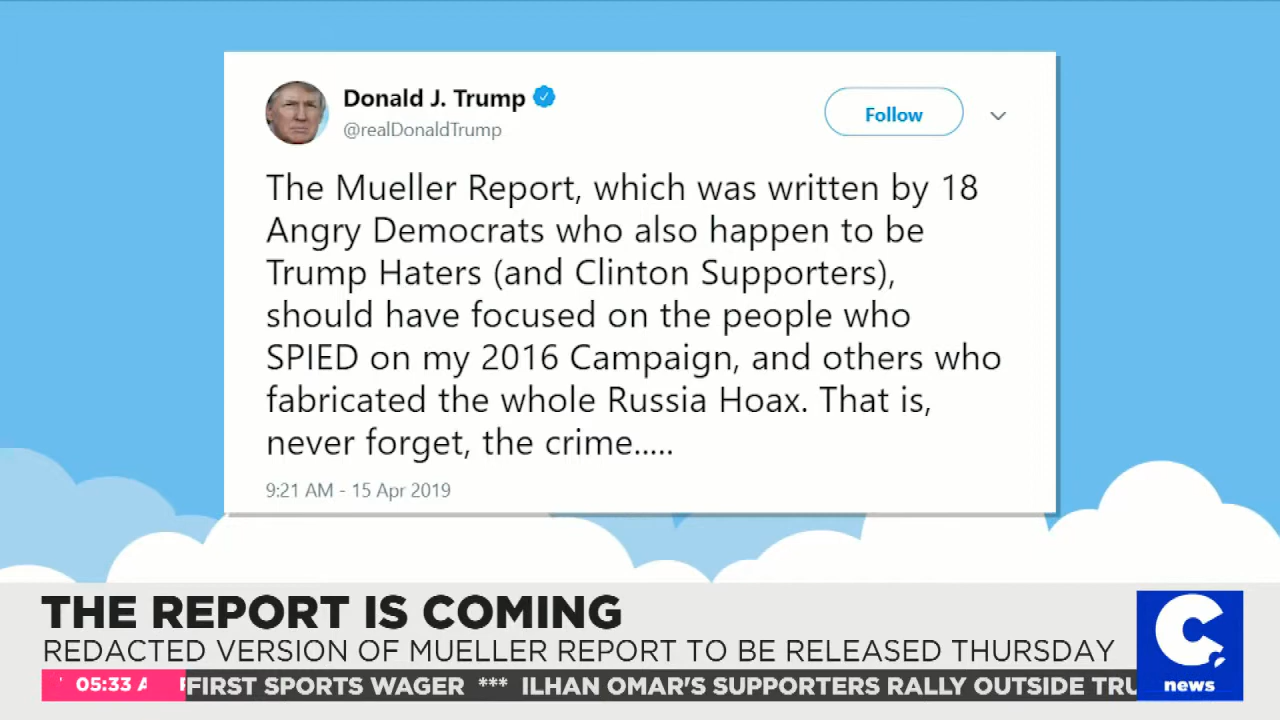 Donald J. Trump
@realDonaldTrump
Follow
The Mueller Report, which was written by 18
Angry Democrats who also happen to be
Trump Haters (and Clinton Supporters),
should have focused on the people who
SPIED on my 2016 Campaign, and others who
fabricated the whole Russia Hoax. That is,
never forget, the crime.....
9:21 AM - 15 Apr 2019
THE REPORT IS COMING
REDACTED VERSION OF MUELLER REPORT TO BE RELEASED THURSDAY
05:33 FIRST SPORTS WAGER *** ILHAN OMAR'S SUPPORTERS RALLY OUTSIDE TRU
C,
news